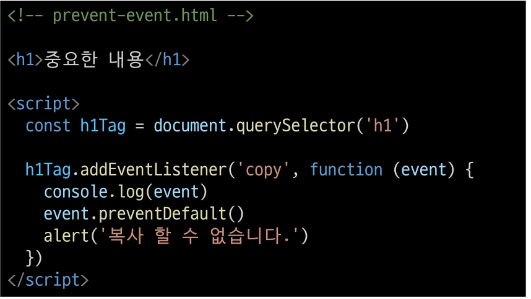 <!-- prevent-event.html -->
<h1>중요한 내용</h1>
<script>
const h1Tag = document.querySelector('h1')
h1Tag.addEventListener('copy', function (event) {
console.log(event)
event.preventDefault()
alert('복사 할 수 없습니다.')
})
</script>